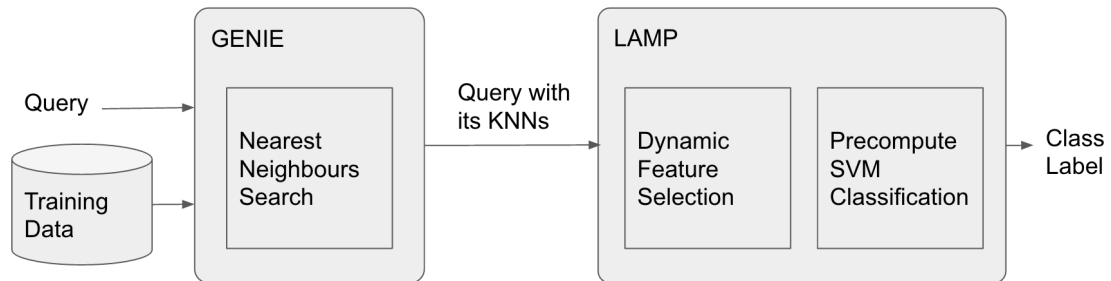 GENIE
LAMP
Query
Training
Data
Nearest
Neighbours
Search
Query with
its KNNs
Dynamic
Feature
Selection
Precompute
SVM
Classification
Class
Label